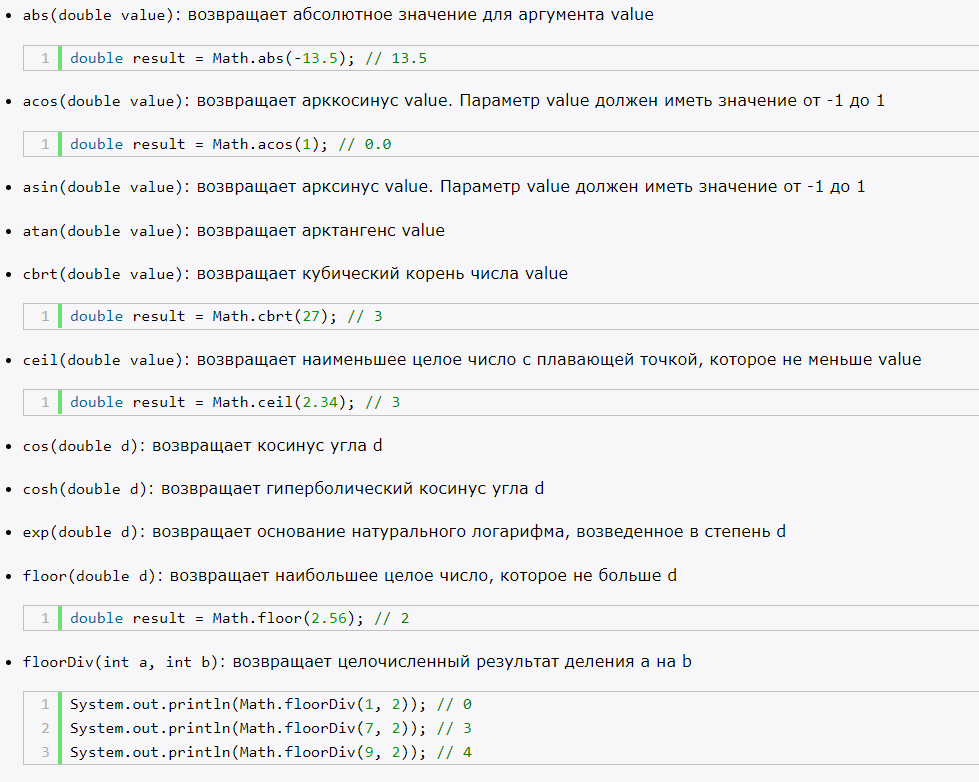 • abs(double value): возвращает абсолютное значение для аргумента value
1 double result = Math.abs(-13.5); // 13.5
• acos(double value): возвращает арккосинус value. Параметр value должен иметь значение от -1 до 1
1 double result = Math.acos(1); // 0.0
• asin(double value): возвращает арксинус value. Параметр value должен иметь значение от -1 до 1
• atan(double value): возвращает арктангенс value
• cbrt(double value): возвращает кубический корень числа value
1 double result = Math.cbrt(27); // 3
• ceil(double value): возвращает наименьшее целое число с плавающей точкой, которое не меньше value
1 double result = Math.ceil(2.34); // 3
• cos(double d): возвращает косинус угла d
• cosh(double d): возвращает гиперболический косинус угла d
• exp(double d): возвращает основание натурального логарифма, возведенное в степень d
• floor(double d): возвращает наибольшее целое число, которое не больше d
1 double result = Math.floor(2.56); // 2
• floorDiv(int a, int b): возвращает целочисленный результат деления a на b
1 System.out.println(Math.floorDiv(1, 2)); // 0
2 System.out.println(Math.floorDiv(7, 2)); // 3
3 System.out.println(Math.floorDiv(9, 2)); // 4